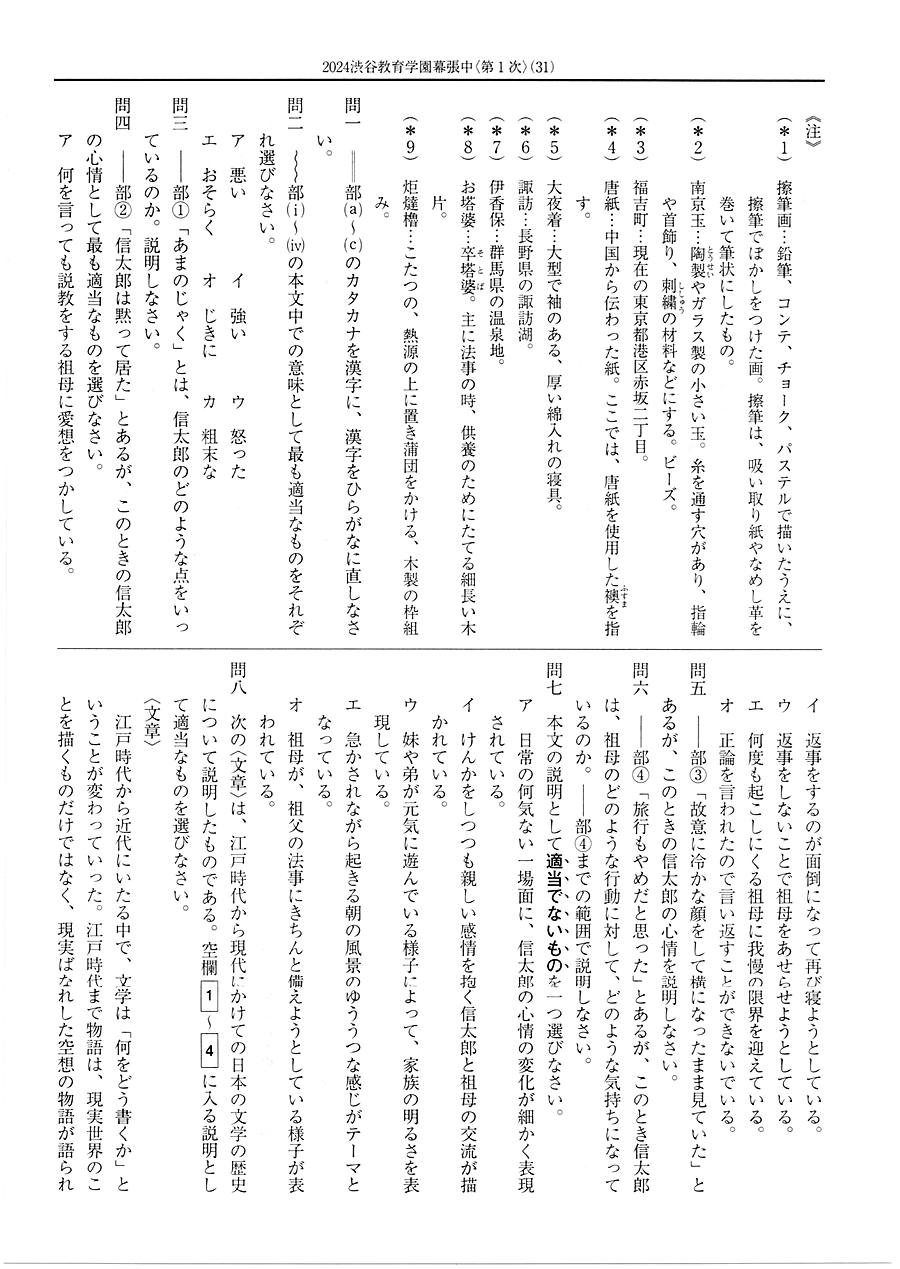 2024渋谷教育学園幕張中〈第1次〉(31)
《注》
(＊1) 擦筆画…鉛筆、コンテ、チョーク、パステルで描いたうえに、
擦筆でぼかしをつけた画。擦筆は、吸い取り紙やなめし革を
巻いて筆状にしたもの。
(＊2) 南京玉…陶製やガラス製の小さい玉。糸を通す穴があり、指輪
や首飾り、刺繍の材料などにする。ビーズ。
(＊3) 福吉町…現在の東京都港区赤坂二丁目。
(＊4) 唐紙…中国から伝わった紙。ここでは、唐紙を使用した襖を指
す。
(＊5) 大夜着…大型で袖のある、厚い綿入れの寝具。
(＊6) 諏訪…長野県の諏訪湖。
(＊7) 伊香保…群馬県の温泉地。
(＊8) お塔婆…卒塔婆。主に法事の時、供養のためにたてる細長い木
片。
(＊9) 炬燵櫓…こたつの、熱源の上に置き蒲団をかける、木製の枠組
み。
問一 ══部(a)～(c)のカタカナを漢字に、漢字をひらがなに直しなさ
い。
問二 〜〜部(ⅰ)～(ⅳ)の本文中での意味として最も適当なものをそれぞ
れ選びなさい。
ア 悪い イ 強い ウ 怒った
エ おそらく オ じきに カ 粗末な
問三 ──部①「あまのじゃく」とは、信太郎のどのような点をいっ
ているのか。説明しなさい。
問四 ──部②「信太郎は黙って居た」とあるが、このときの信太郎
の心情として最も適当なものを選びなさい。
ア 何を言っても説教をする祖母に愛想をつかしている。
イ 返事をするのが面倒になって再び寝ようとしている。
ウ 返事をしないことで祖母をあせらせようとしている。
エ 何度も起こしにくる祖母に我慢の限界を迎えている。
オ 正論を言われたので言い返すことができないでいる。
問五 ──部③「故意に冷かな顔をして横になったまま見ていた」と
あるが、このときの信太郎の心情を説明しなさい。
問六 ──部④「旅行もやめだと思った」とあるが、このとき信太郎
は、祖母のどのような行動に対して、どのような気持ちになって
いるのか。──部④までの範囲で説明しなさい。
問七 本文の説明として適当でないものを一つ選びなさい。
ア 日常の何気ない一場面に、信太郎の心情の変化が細かく表現
されている。
イ けんかをしつつも親しい感情を抱く信太郎と祖母の交流が描
かれている。
ウ 妹や弟が元気に遊んでいる様子によって、家族の明るさを表
現している。
エ 急かされながら起きる朝の風景のゆううつな感じがテーマと
なっている。
オ 祖母が、祖父の法事にきちんと備えようとしている様子が表
われている。
問八 次の〈文章〉は、江戸時代から現代にかけての日本の文学の歴史
について説明したものである。空欄1～4に入る説明とし
て適当なものを選びなさい。
〈文章〉
江戸時代から近代にいたる中で、文学は「何をどう書くか」と
いうことが変わっていった。江戸時代まで物語は、現実世界のこ
とを描くものだけではなく、現実ばなれした空想の物語が語られ